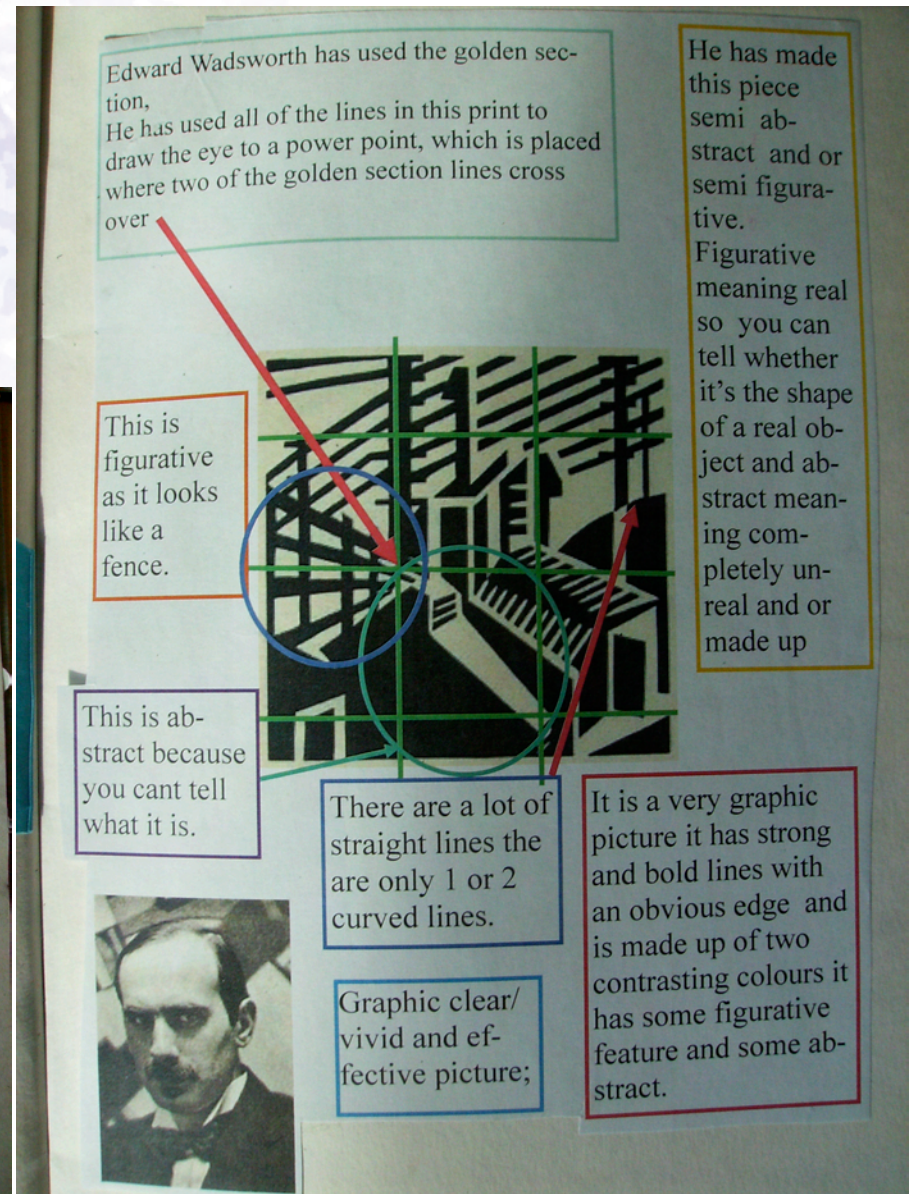 Edward Wadsworth has used the golden sec-
tion,
He has used all of the lines in this print to
draw the eye to a power point, which is placed
where two of the golden section lines cross
over
He has made
this piece
semi ab-
stract and or
semi figura-
tive.
Figurative
meaning real
so you can
tell whether
it's the shape
of a real ob-
ject and ab-
stract mean-
ing com-
pletely un-
real and or
made up
This is
figurative
as it looks
like a
fence.
This is ab-
stract because
you cant tell
what it is.
There are a lot of
straight lines the
are only 1 or 2
curved lines.
It is a very graphic
picture it has strong
and bold lines with
an obvious edge and
is made up of two
contrasting colours it
has some figurative
feature and some ab-
stract.
Graphic clear/
vivid and ef-
fective picture;